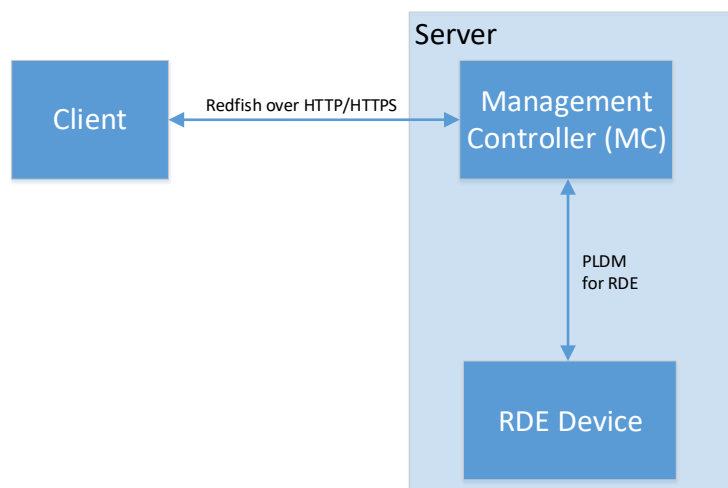 Server
Client
Redfish over HTTP/HTTPS
Management
Controller (MC)
PLDM
for RDE
RDE Device